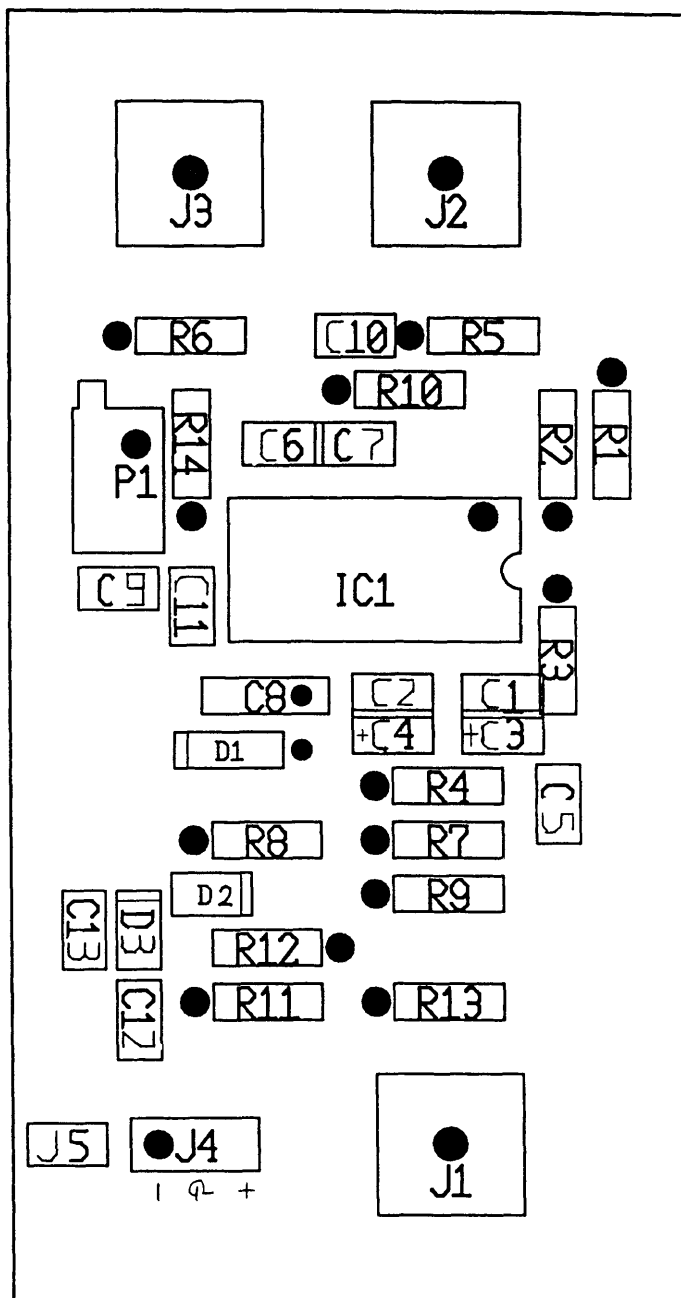 J3 J2
R6 C10 R5
R10
R14 C6 C7 R2 R1
P1
C9 C11 IC1
R3
C8 C2 C1
D1 +C4 +C3
R4 C5
R8 R7
D2 R9
C13 D3 R12
C12 R11 R13
J5 J4 J1
- +